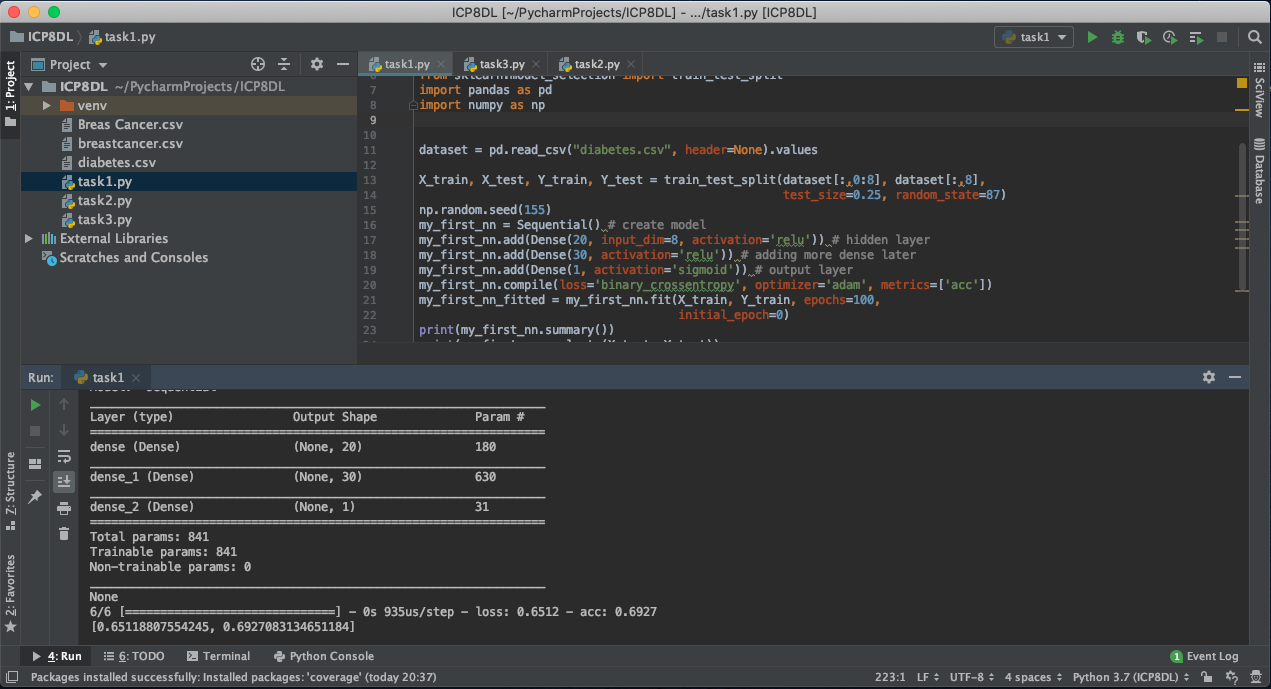 ICP8DL [~/PycharmProjects/ICP8DL] - .../task1.py [ICP8DL]
ICP8DL task1.py
task1
1: Project
Project
ICP8DL ~/PycharmProjects/ICP8DL
venv
Breas Cancer.csv
breastcancer.csv
diabetes.csv
task1.py
task2.py
task3.py
External Libraries
Scratches and Consoles
task1.py task3.py task2.py
6 from sklearn.model_selection import train_test_split
7 import pandas as pd
8 import numpy as np
9
10
11 dataset = pd.read_csv("diabetes.csv", header=None).values
12
13 X_train, X_test, Y_train, Y_test = train_test_split(dataset[:,0:8], dataset[:,8],
14 test_size=0.25, random_state=87)
15 np.random.seed(155)
16 my_first_nn = Sequential() # create model
17 my_first_nn.add(Dense(20, input_dim=8, activation='relu')) # hidden layer
18 my_first_nn.add(Dense(30, activation='relu')) # adding more dense later
19 my_first_nn.add(Dense(1, activation='sigmoid')) # output layer
20 my_first_nn.compile(loss='binary_crossentropy', optimizer='adam', metrics=['acc'])
21 my_first_nn_fitted = my_first_nn.fit(X_train, Y_train, epochs=100,
22 initial_epoch=0)
23 print(my_first_nn.summary())
SciView
Database
Run: task1
Layer (type) Output Shape Param #
=================================================================
dense (Dense) (None, 20) 180
_________________________________________________________________
dense_1 (Dense) (None, 30) 630
_________________________________________________________________
dense_2 (Dense) (None, 1) 31
=================================================================
Total params: 841
Trainable params: 841
Non-trainable params: 0
_________________________________________________________________
None
6/6 [==============================] - 0s 935us/step - loss: 0.6512 - acc: 0.6927
[0.65118807554245, 0.6927083134651184]
Z: Structure
2: Favorites
4: Run 6: TODO Terminal Python Console 1 Event Log
Packages installed successfully: Installed packages: 'coverage' (today 20:37) 223:1 LF UTF-8 4 spaces Python 3.7 (ICP8DL)